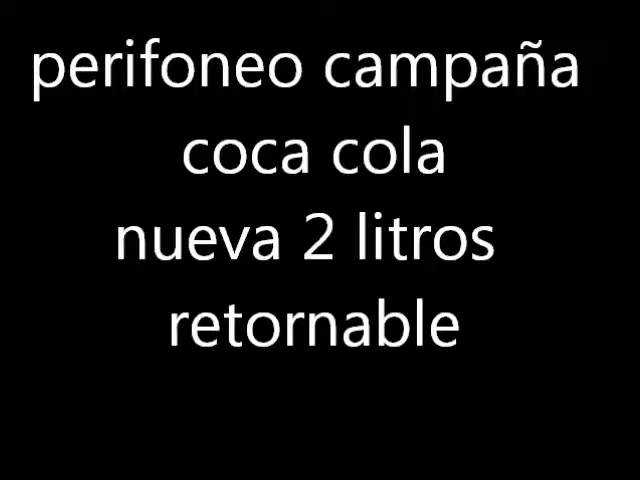 perifoneo campaña
coca cola
nueva 2 litros
retornable